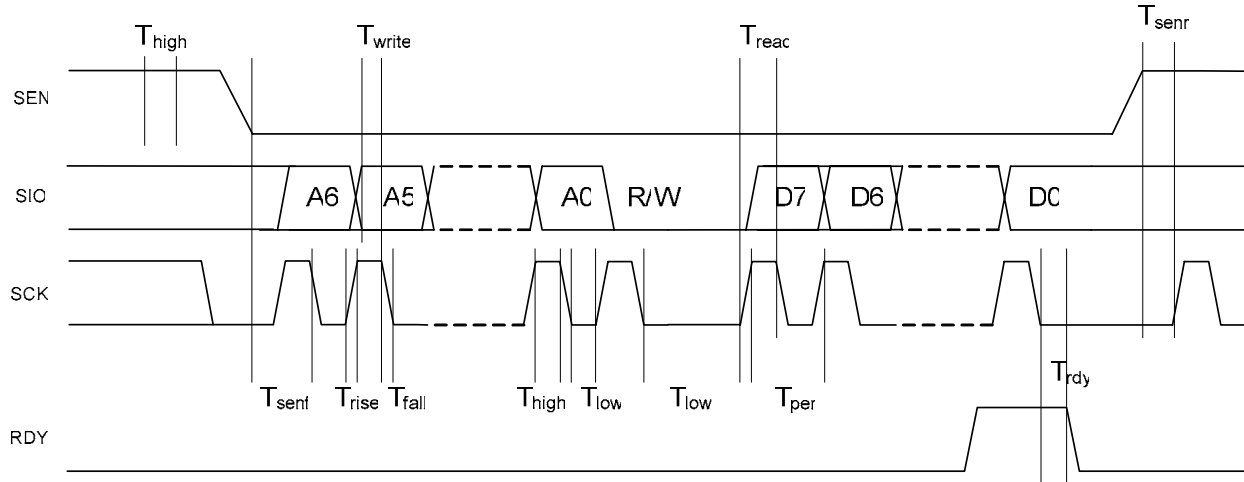 Thigh Twrite Tread Tsenr
SEN
SIO A6 A5 A0 R/W D7 D6 D0
SCK
Tsenf Trise Tfall Thigh Tlow Tlow Tper Trdy
RDY